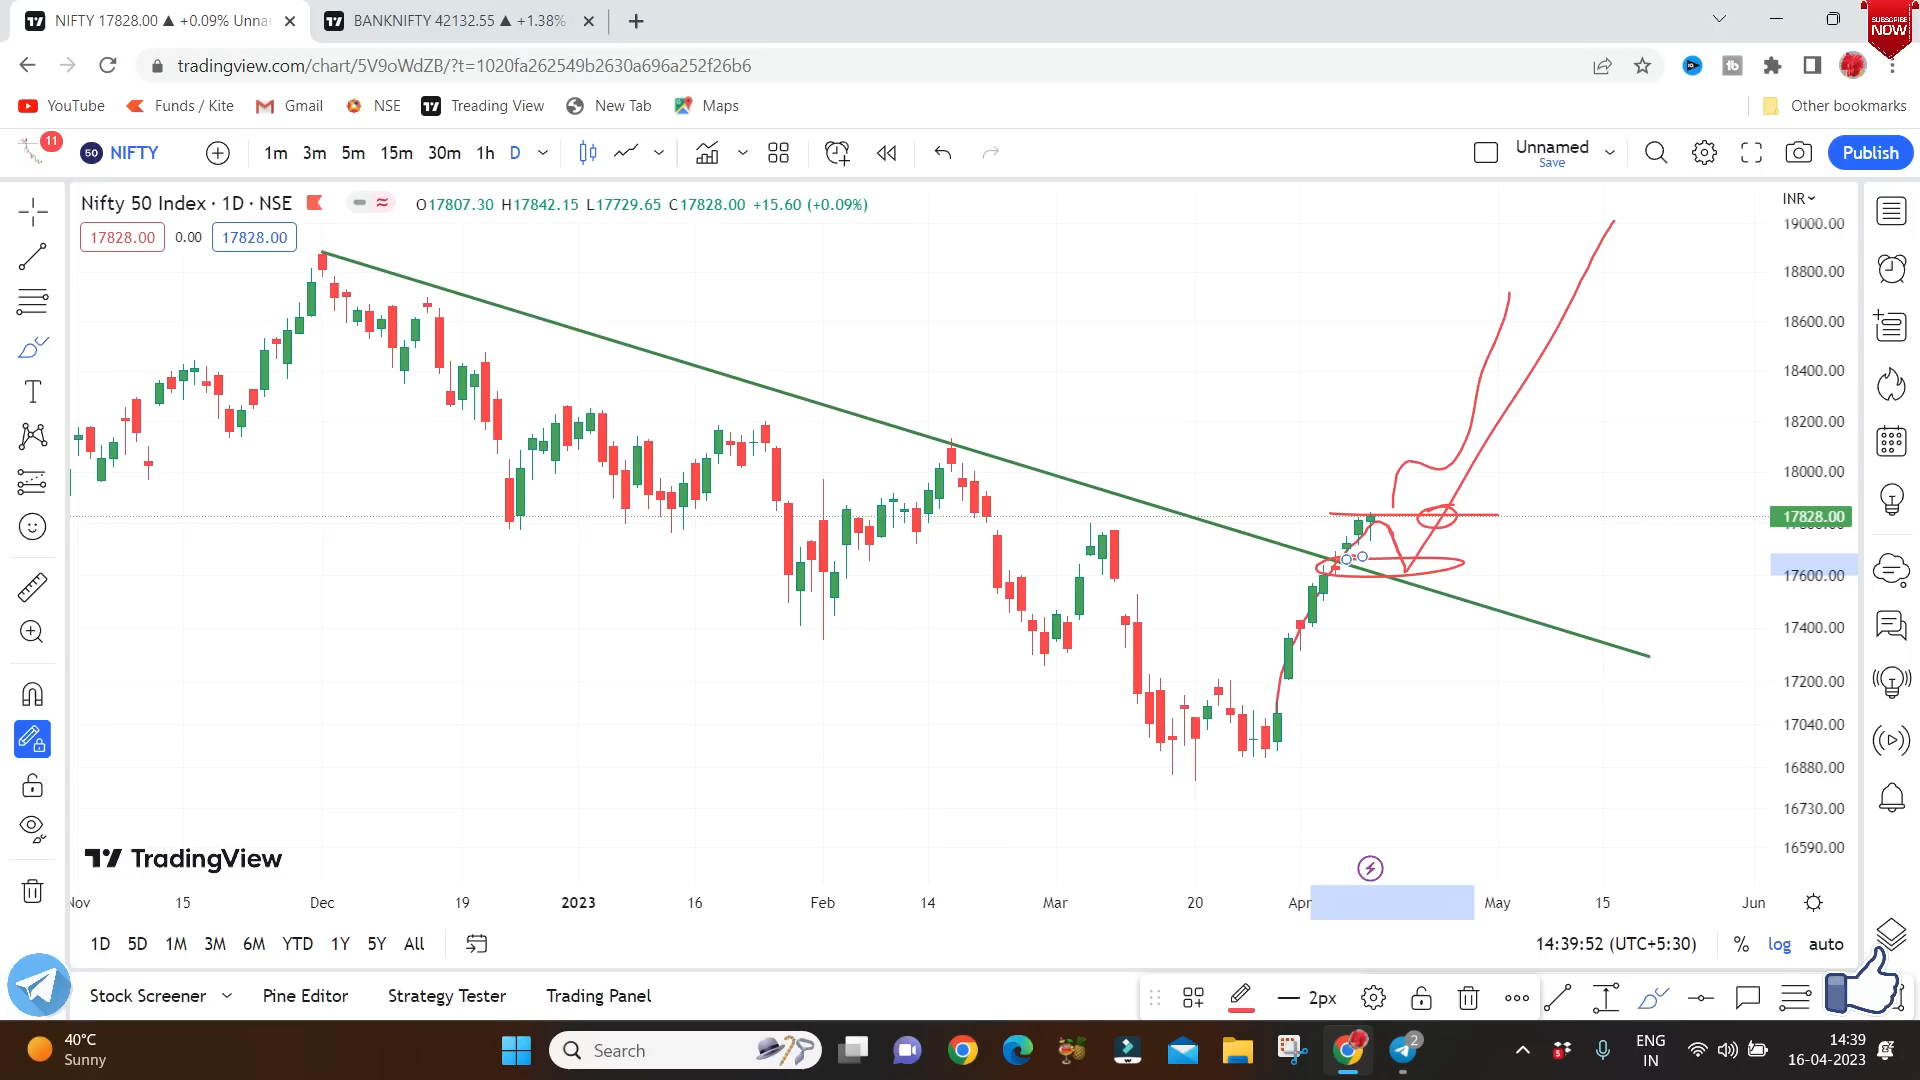 NIFTY 17828.00 ▲ +0.09% Unna
BANKNIFTY 42132.55 ▲ +1.38%
SUBSCRIBE
NOW
tradingview.com/chart/5V9oWdZB/?t=1020fa262549b2630a696a252f26b6
YouTube
Funds / Kite
Gmail
NSE
Treading View
New Tab
Maps
Other bookmarks
11
50 NIFTY
1m 3m 5m 15m 30m 1h D
Unnamed
Save
Publish
Nifty 50 Index · 1D · NSE
O17807.30 H17842.15 L17729.65 C17828.00 +15.60 (+0.09%)
INR
17828.00 0.00 17828.00
19000.00
18800.00
18600.00
18400.00
18200.00
18000.00
17828.00
17600.00
17400.00
17200.00
17040.00
16880.00
16730.00
16590.00
TradingView
Nov 15 Dec 19 2023 16 Feb 14 Mar 20 Apr May 15 Jun
1D 5D 1M 3M 6M YTD 1Y 5Y All
14:39:52 (UTC+5:30) % log auto
Stock Screener
Pine Editor
Strategy Tester
Trading Panel
2px
40°C
Sunny
Search
2
ENG
IN
14:39
16-04-2023